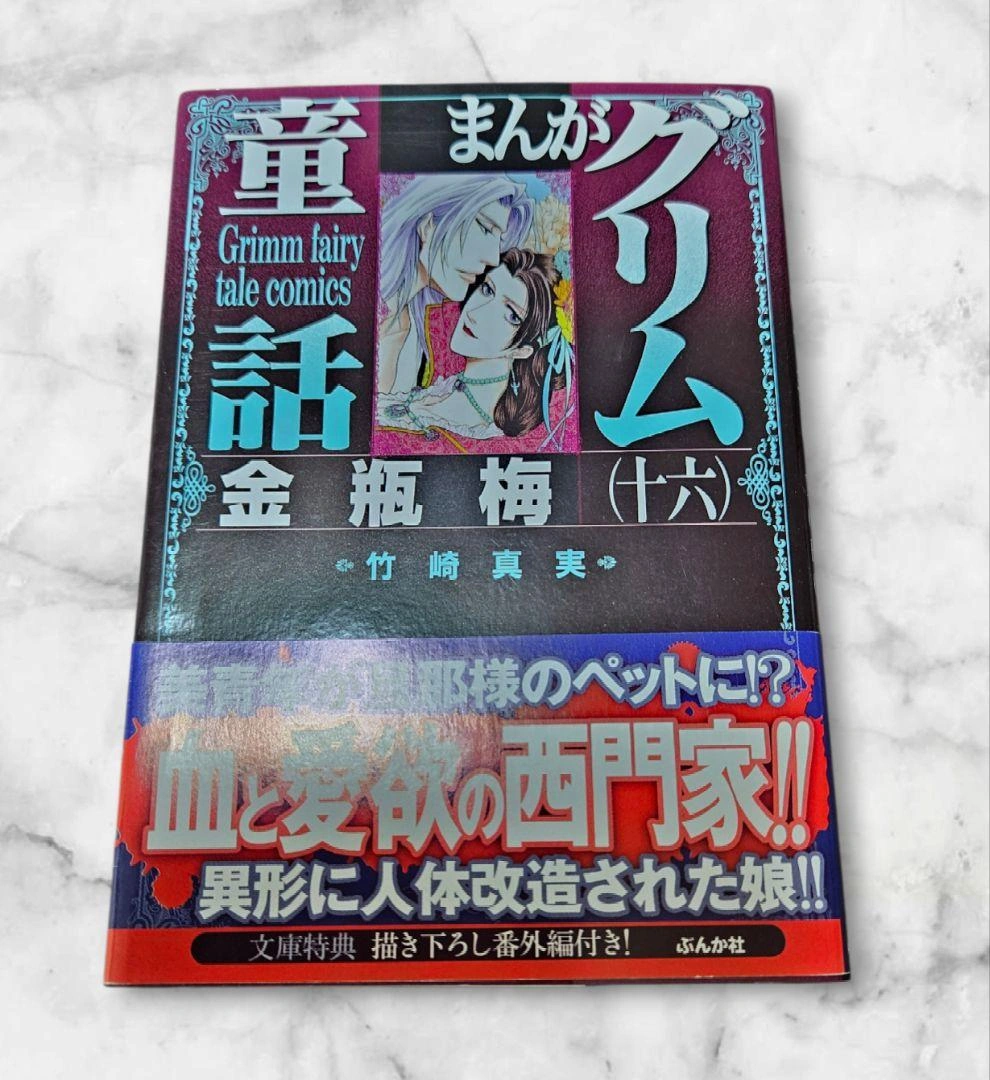 まんがグリム童話
Grimm fairy
tale comics
金瓶梅(十六)
竹崎真実
美青年が旦那様のペットに!?
血と愛欲の西門家!!
異形に人体改造された娘!!
文庫特典 描き下ろし番外編付き! ぶんか社